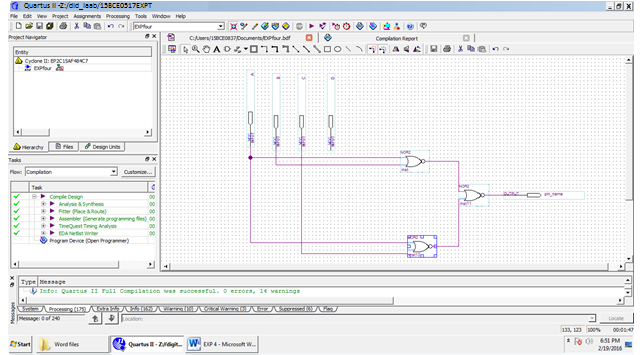 Quartus II - Z:/did_laab/15BCE0517EXPT
File Edit View Project Assignments Processing Tools Window Help
EXPfour
Project Navigator
C:/Users/15BCE0837/Documents/EXPfour.bdf
Compilation Report
Entity
Cyclone II: EP2C15AF484C7
EXPfour
Hierarchy Files Design Units
Tasks
Flow: Compilation Customize...
Task
Compile Design 00
Analysis & Synthesis 00
Fitter (Place & Route) 00
Assembler (Generate programming files) 00
TimeQuest Timing Analysis 00
EDA Netlist Writer 00
Program Device (Open Programmer)
A
B
C
D
NOR2
NOR2
OUTPUT
pin_name
inst11
Type Message
Info: Quartus II Full Compilation was successful. 0 errors, 14 warnings
System Processing (175) Extra Info Info (162) Warning (10) Critical Warning (3) Error Suppressed (6) Flag
Message: 0 of 240
Location:
Locate
Messages
133, 123 100% 00:01:47
Start
Word files
Quartus II - Z:/digit...
EXP 4 - Microsoft W...
6:51 PM
2/19/2016